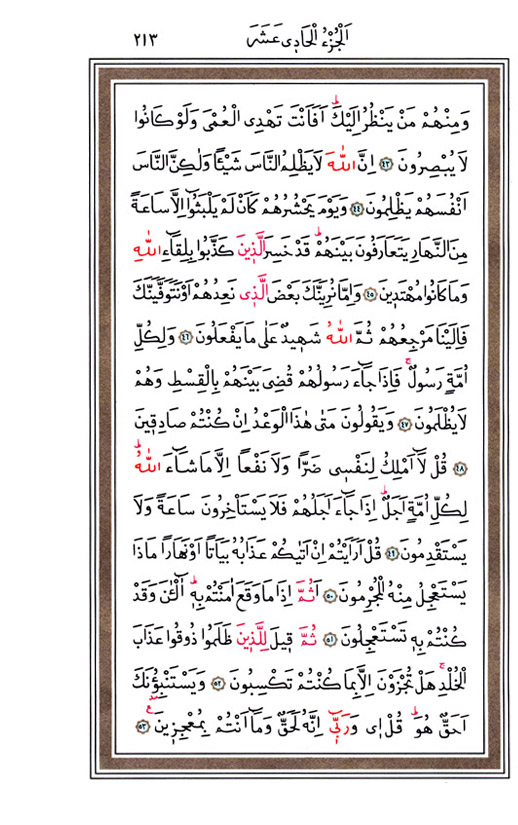 اَلْجُزْءُ الْحَادِي عَشَرَ ٢١٣
وَمِنْهُمْ مَنْ يَنْظُرُ اِلَيْكَۜ اَفَاَنْتَ تَهْدِى الْعُمْىَ وَلَوْ كَانُوا
لَا يُبْصِرُونَ ﴿٤٣﴾ اِنَّ اللّٰهَ لَا يَظْلِمُ النَّاسَ شَيْـًٔا وَلٰكِنَّ النَّاسَ
اَنْفُسَهُمْ يَظْلِمُونَ ﴿٤٤﴾ وَيَوْمَ يَحْشُرُهُمْ كَاَنْ لَمْ يَلْبَثُٓوا اِلَّا سَاعَةً
مِنَ النَّهَارِ يَتَعَارَفُونَ بَيْنَهُمْۜ قَدْ خَسِرَ الَّذ۪ينَ كَذَّبُوا بِلِقَٓاءِ اللّٰهِ
وَمَا كَانُوا مُهْتَد۪ينَ ﴿٤٥﴾ وَاِمَّا نُرِيَنَّكَ بَعْضَ الَّذ۪ى نَعِدُهُمْ اَوْ نَتَوَفَّيَنَّكَ
فَاِلَيْنَا مَرْجِعُهُمْ ثُمَّ اللّٰهُ شَه۪يدٌ عَلٰى مَا يَفْعَلُونَ ﴿٤٦﴾ وَلِكُلِّ
اُمَّةٍ رَسُولٌۚ فَاِذَا جَٓاءَ رَسُولُهُمْ قُضِىَ بَيْنَهُمْ بِالْقِسْطِ وَهُمْ
لَا يُظْلَمُونَ ﴿٤٧﴾ وَيَقُولُونَ مَتٰى هٰذَا الْوَعْدُ اِنْ كُنْتُمْ صَادِق۪ينَ
﴿٤٨﴾ قُلْ لَٓا اَمْلِكُ لِنَفْس۪ى ضَرًّا وَلَا نَفْعًا اِلَّا مَا شَٓاءَ اللّٰهُۜ
لِكُلِّ اُمَّةٍ اَجَلٌۜ اِذَا جَٓاءَ اَجَلُهُمْ فَلَا يَسْتَأْخِرُونَ سَاعَةً وَلَا
يَسْتَقْدِمُونَ ﴿٤٩﴾ قُلْ اَرَاَيْتُمْ اِنْ اَتٰيكُمْ عَذَابُهُ بَيَاتًا اَوْ نَهَارًا مَاذَا
يَسْتَعْجِلُ مِنْهُ الْمُجْرِمُونَ ﴿٥٠﴾ اَثُمَّ اِذَا مَا وَقَعَ اٰمَنْتُمْ بِه۪ۜ آٰلْـٰٔنَ وَقَدْ
كُنْتُمْ بِه۪ تَسْتَعْجِلُونَ ﴿٥١﴾ ثُمَّ ق۪يلَ لِلَّذ۪ينَ ظَلَمُوا ذُوقُوا عَذَابَ
الْخُلْدِۚ هَلْ تُجْزَوْنَ اِلَّا بِمَا كُنْتُمْ تَكْسِبُونَ ﴿٥٢﴾ وَيَسْتَنْبِؤُ۫نَكَ
اَحَقٌّ هُوَۜ قُلْ ا۪ى وَرَبّ۪ٓى اِنَّهُ لَحَقٌّۚ وَمَٓا اَنْتُمْ بِمُعْجِز۪ينَ۟ ﴿٥٣﴾